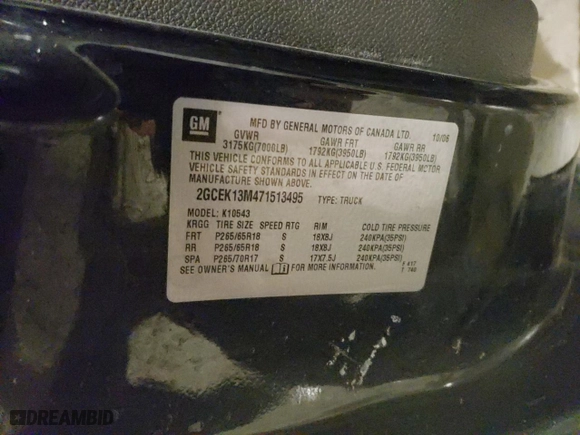 GM
MFD BY GENERAL MOTORS OF CANADA LTD. 10/06
GVWR GAWR FRT GAWR RR
3175KG(7000LB) 1792KG(3950LB) 1792KG(3950LB)
THIS VEHICLE CONFORMS TO ALL APPLICABLE U.S. FEDERAL MOTOR
VEHICLE SAFETY STANDARDS IN EFFECT ON THE DATE OF
MANUFACTURE SHOWN ABOVE.
2GCEK13M471513495 TYPE: TRUCK
MODEL: K10543
KRGG TIRE SIZE SPEED RTG RIM COLD TIRE PRESSURE
FRT P265/65R18 S 18X8J 240KPA(35PSI)
RR P265/65R18 S 18X8J 240KPA(35PSI)
SPA P265/70R17 S 17X7.5J 240KPA(35PSI)
SEE OWNER'S MANUAL FOR MORE INFORMATION.
DREAMBID